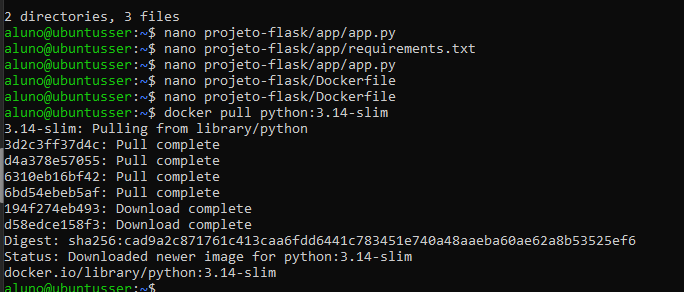 2 directories, 3 files
aluno@ubuntusser:~$ nano projeto-flask/app/app.py
aluno@ubuntusser:~$ nano projeto-flask/app/requirements.txt
aluno@ubuntusser:~$ nano projeto-flask/app/app.py
aluno@ubuntusser:~$ nano projeto-flask/Dockerfile
aluno@ubuntusser:~$ nano projeto-flask/Dockerfile
aluno@ubuntusser:~$ docker pull python:3.14-slim
3.14-slim: Pulling from library/python
3d2c3ff37d4c: Pull complete
d4a378e57055: Pull complete
6310eb16bf42: Pull complete
6bd54ebeb5af: Pull complete
194f274eb493: Download complete
d58edce158f3: Download complete
Digest: sha256:cad9a2c871761c413caa6fdd6441c783451e740a48aaeba60ae62a8b53525ef6
Status: Downloaded newer image for python:3.14-slim
docker.io/library/python:3.14-slim
aluno@ubuntusser:~$